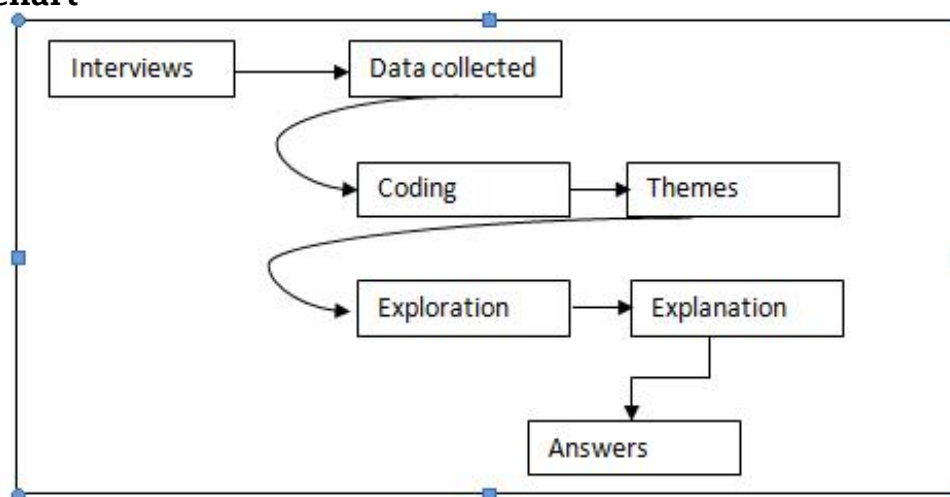 Interviews
Data collected
Coding
Themes
Exploration
Explanation
Answers